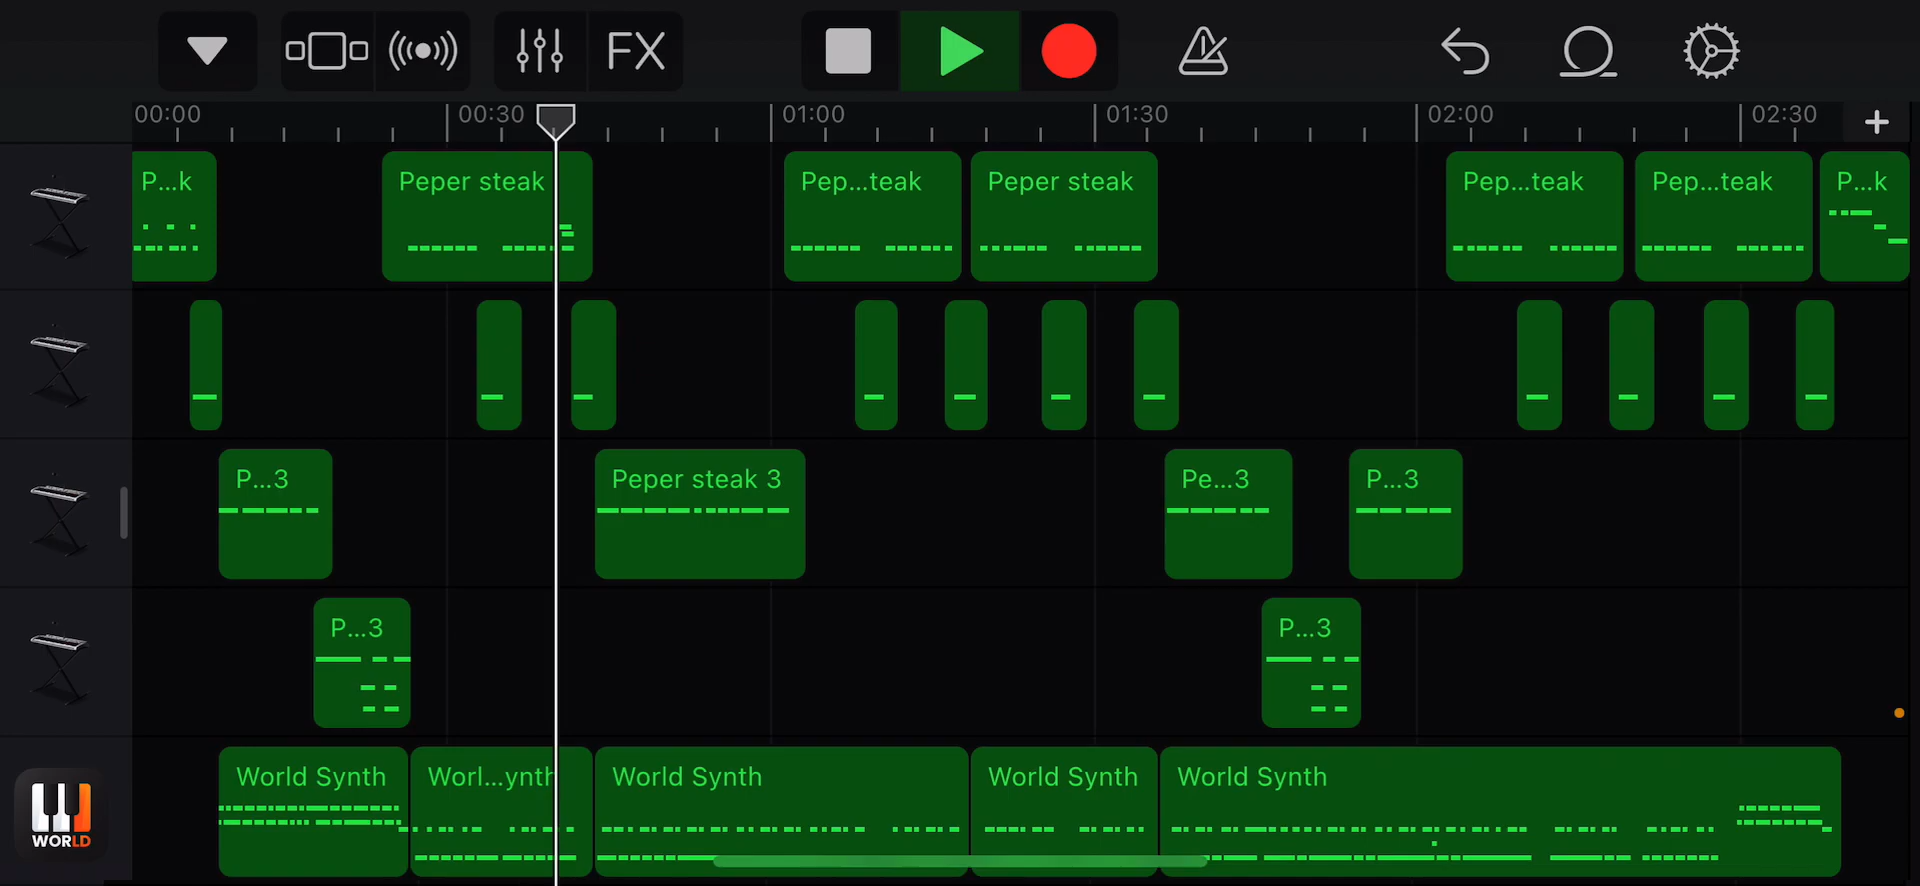 FX
00:00 00:30 01:00 01:30 02:00 02:30
P...k Peper steak Pep...teak Peper steak Pep...teak Pep...teak P...k
P...3 Peper steak 3 Pe...3 P...3
P...3 P...3
World Synth Worl...ynth World Synth World Synth World Synth
WORLD